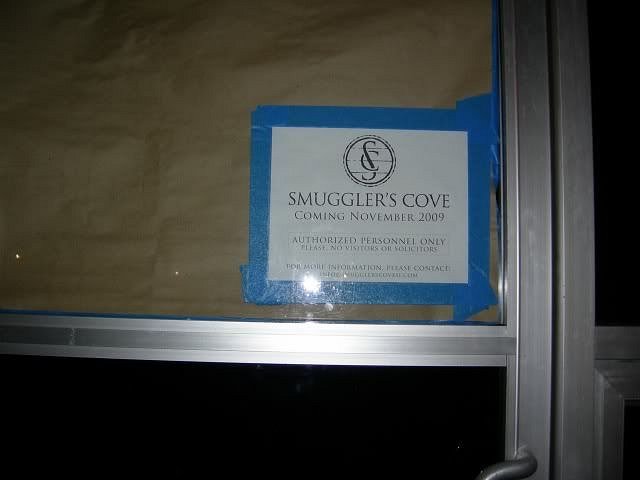 SC
SMUGGLER'S COVE
COMING NOVEMBER 2009
AUTHORIZED PERSONNEL ONLY
PLEASE, NO VISITORS OR SOLICITORS
FOR MORE INFORMATION, PLEASE CONTACT: